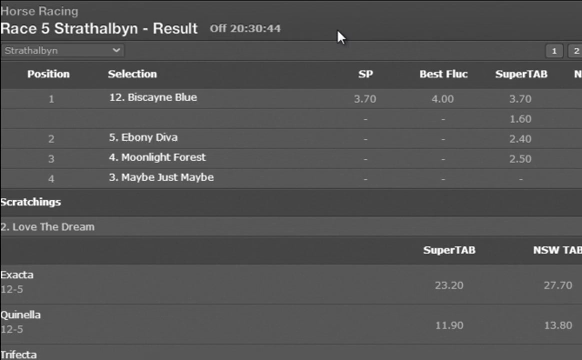 Horse Racing
Race 5 Strathalbyn - Result Off 20:30:44
Strathalbyn 1 2
Position Selection SP Best Fluc SuperTAB N
1 12. Biscayne Blue 3.70 4.00 3.70
- - 1.60
2 5. Ebony Diva - - 2.40
3 4. Moonlight Forest - - 2.50
4 3. Maybe Just Maybe - - -
Scratchings
2. Love The Dream
SuperTAB NSW TAB
Exacta
12-5 23.20 27.70
Quinella
12-5 11.90 13.80
Trifecta